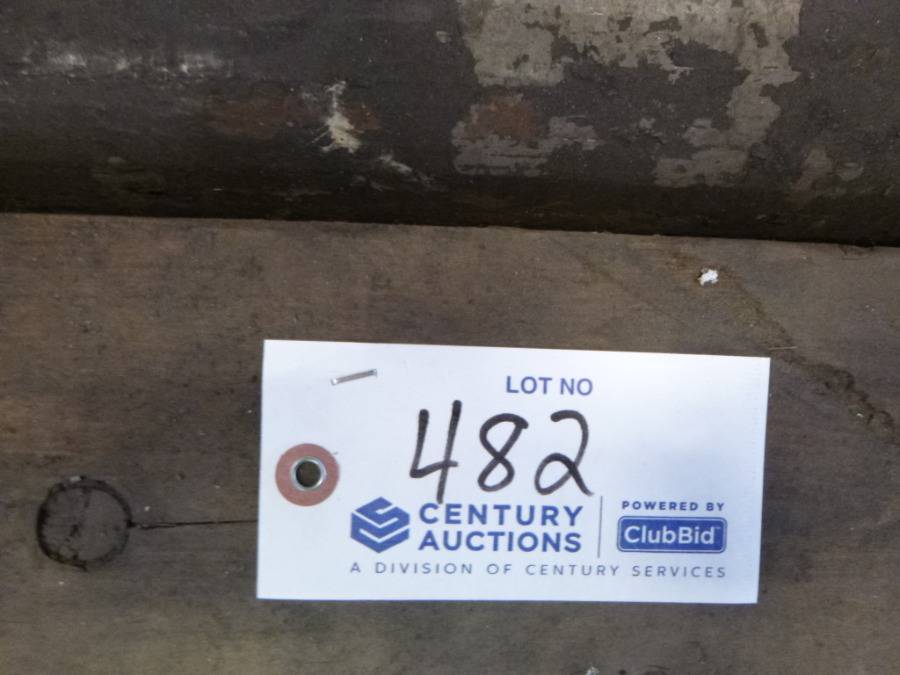 LOT NO
482
CENTURY
AUCTIONS
A DIVISION OF CENTURY SERVICES
POWERED BY
ClubBid